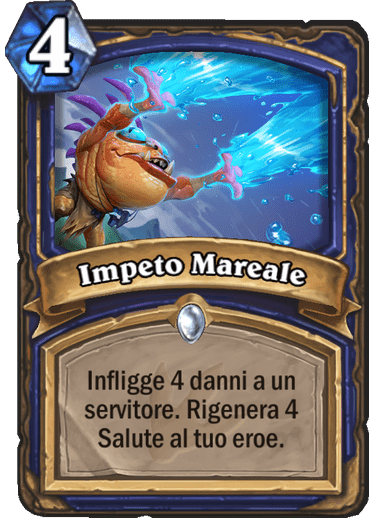 4
Impeto Mareale
Infligge 4 danni a un
servitore. Rigenera 4
Salute al tuo eroe.